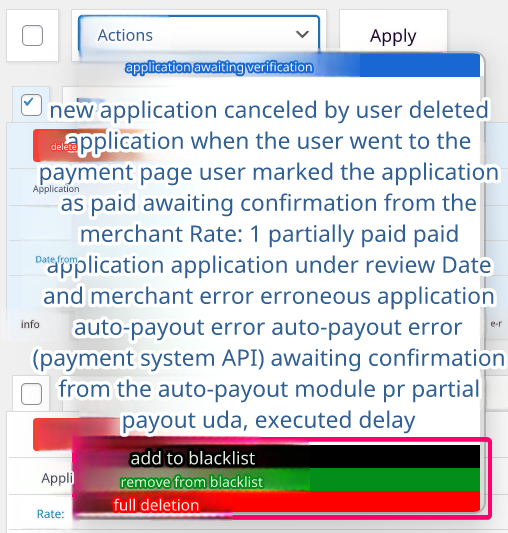 Actions
Apply
application awaiting verification
new application canceled by user deleted
delete
application when the user went to the
payment page user marked the application
Application
as paid awaiting confirmation from the
merchant Rate: 1 partially paid paid
Date from
application application under review Date
and merchant error erroneous application
info
auto-payout error auto-payout error
e-r
(payment system API) awaiting confirmation
from the auto-payout module pr partial
payout uda, executed delay
add to blacklist
Appli
remove from blacklist
full deletion
Rate: